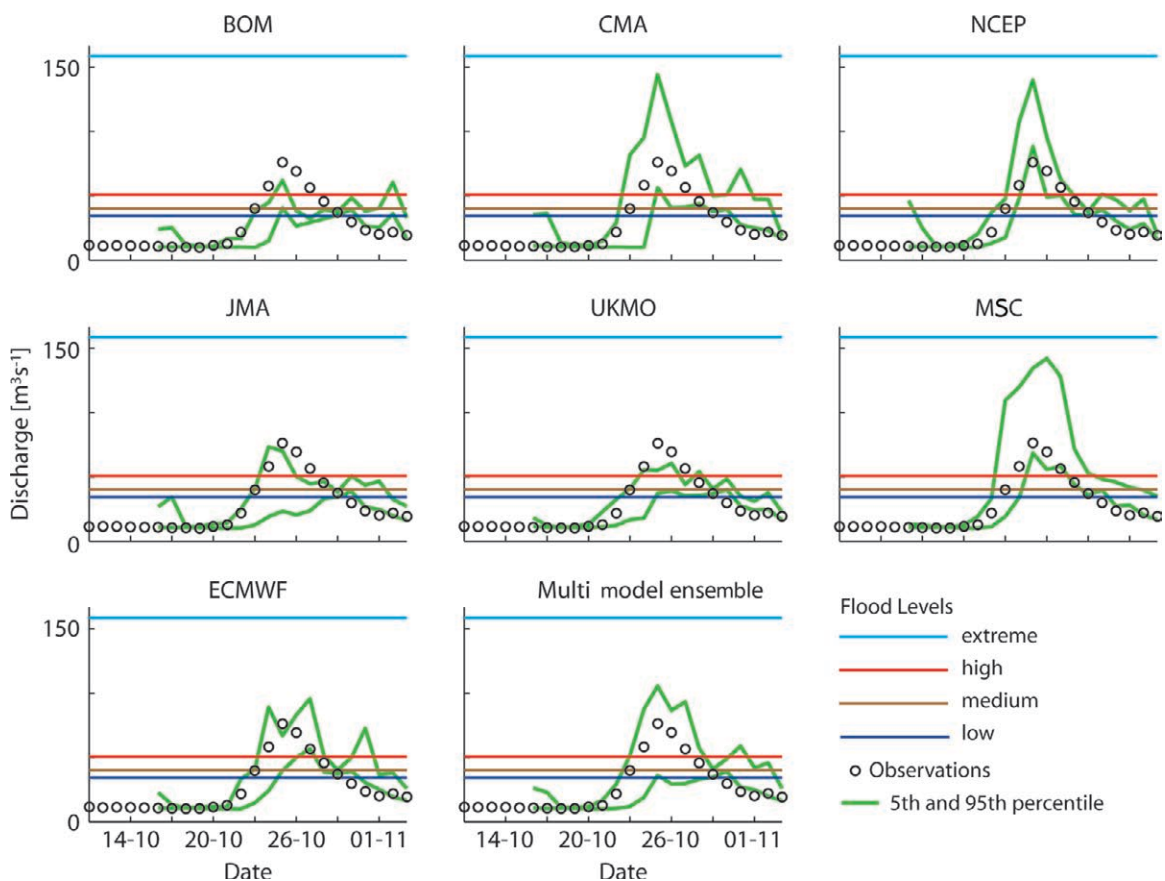 BOM CMA NCEP
150
0
JMA UKMO MSC
150
0
Discharge [m³s⁻¹]
ECMWF Multi model ensemble
150
0
14-10 20-10 26-10 01-11 14-10 20-10 26-10 01-11
Date Date
Flood Levels
extreme
high
medium
low
Observations
5th and 95th percentile